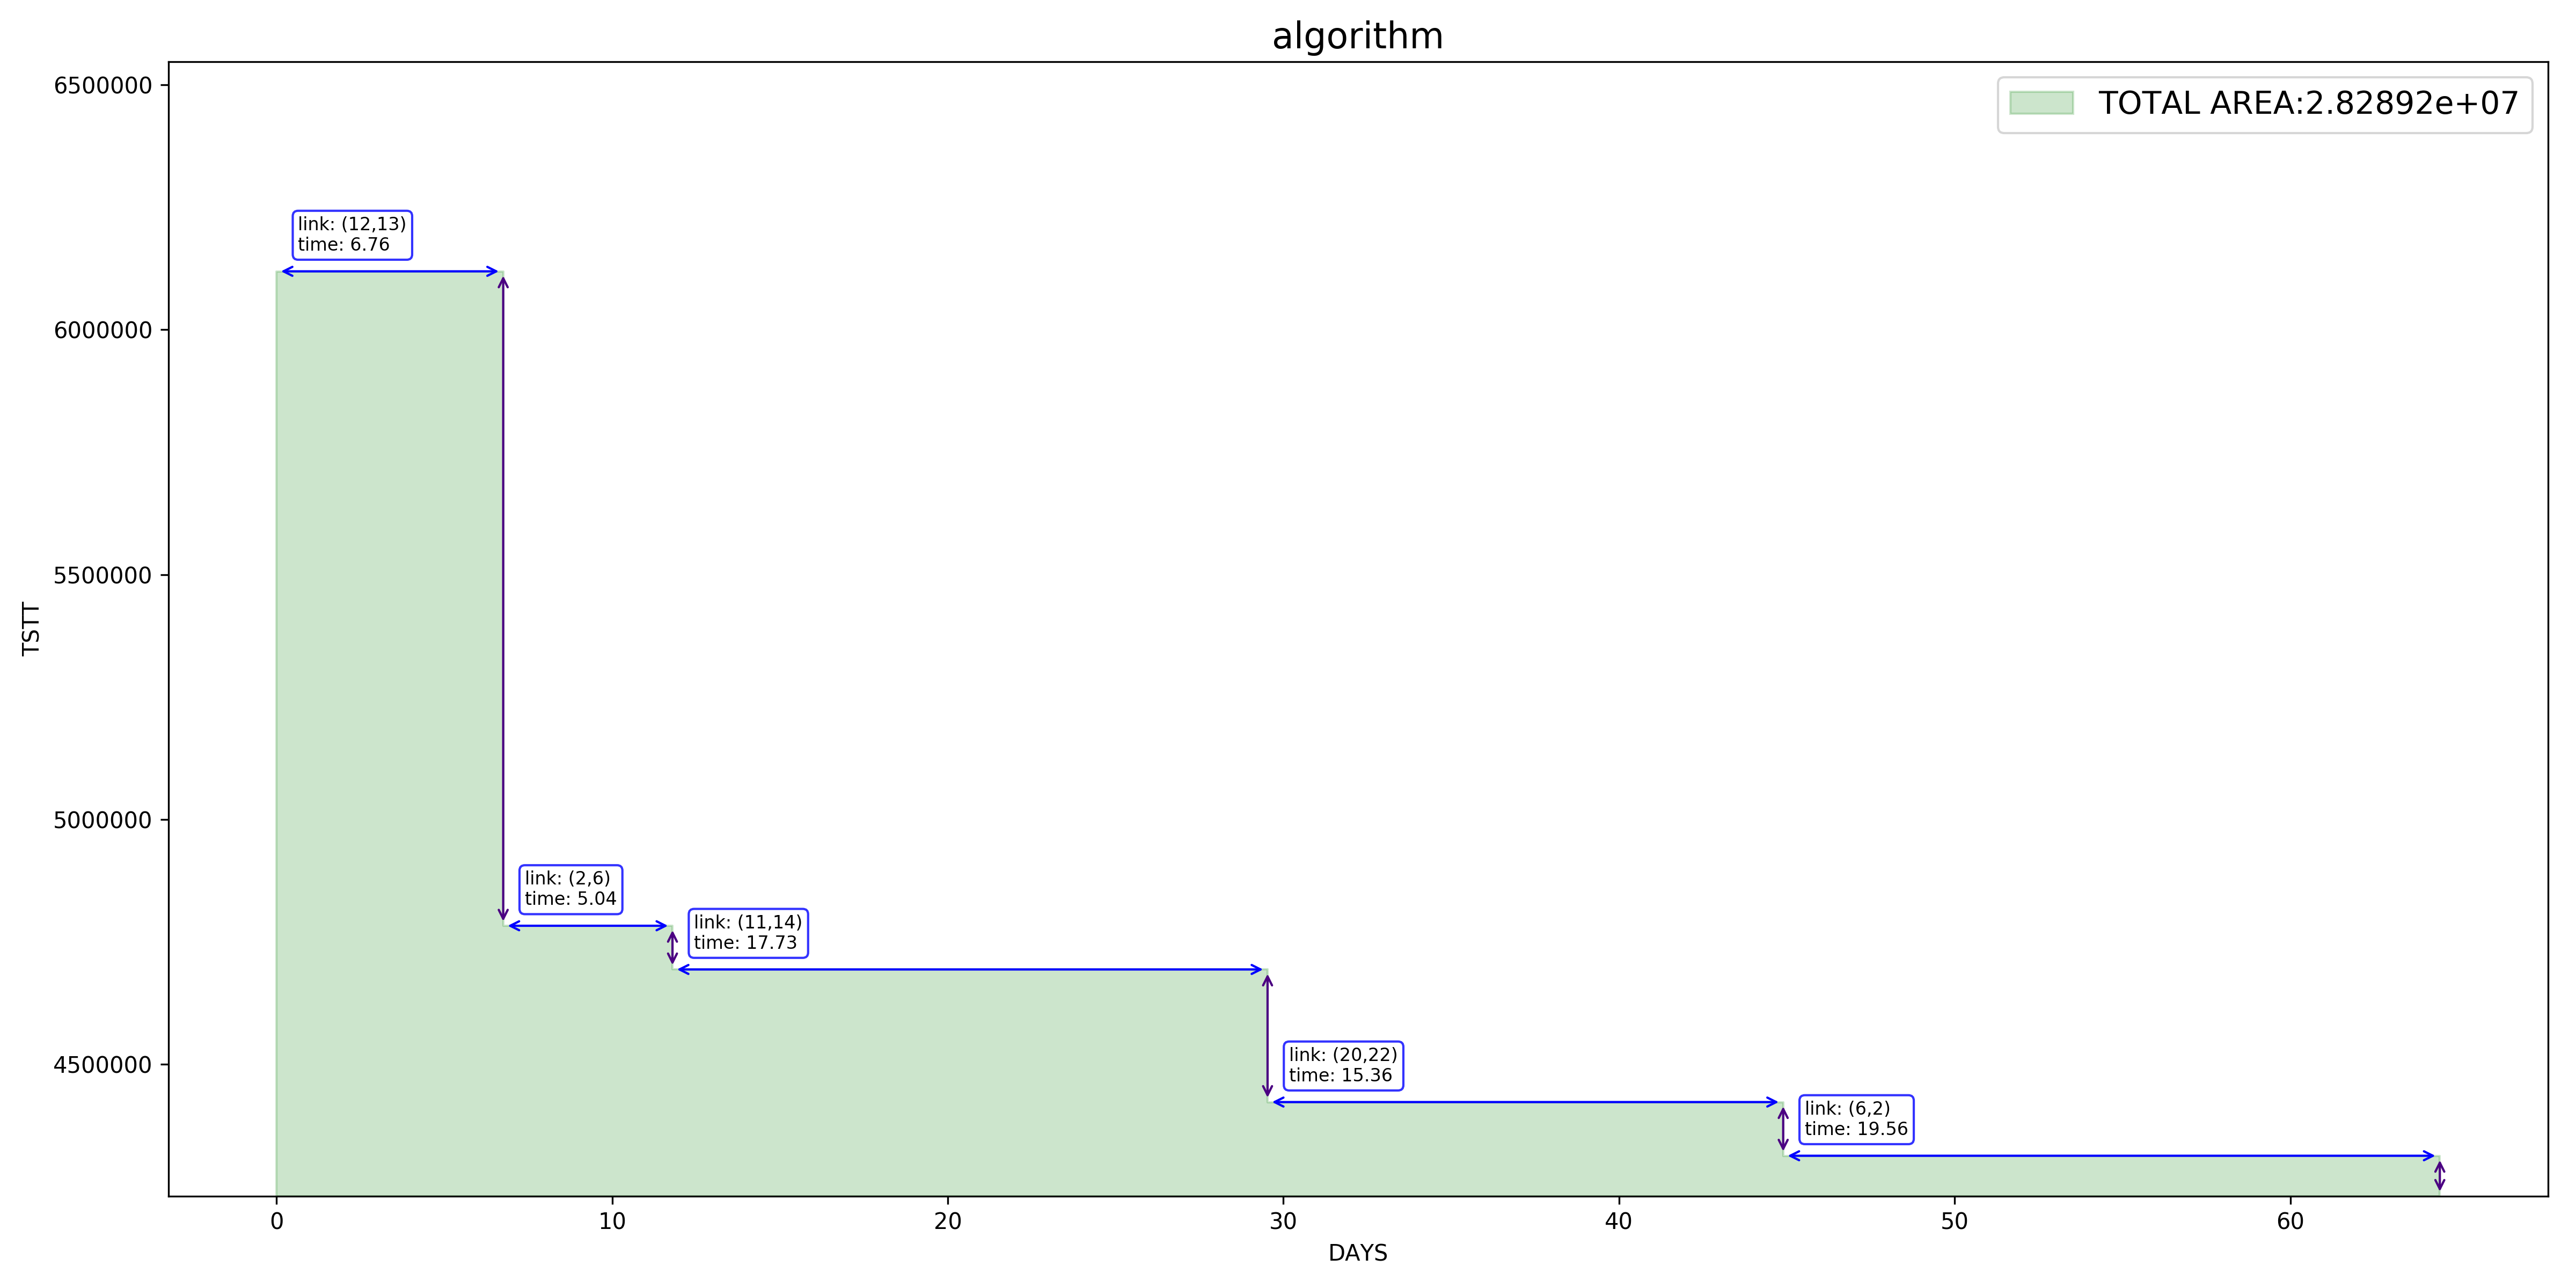 algorithm
TOTAL AREA:2.82892e+07
6500000
6000000
5500000
5000000
4500000
TSTT
link: (12,13)
time: 6.76
link: (2,6)
time: 5.04
link: (11,14)
time: 17.73
link: (20,22)
time: 15.36
link: (6,2)
time: 19.56
0 10 20 30 40 50 60
DAYS